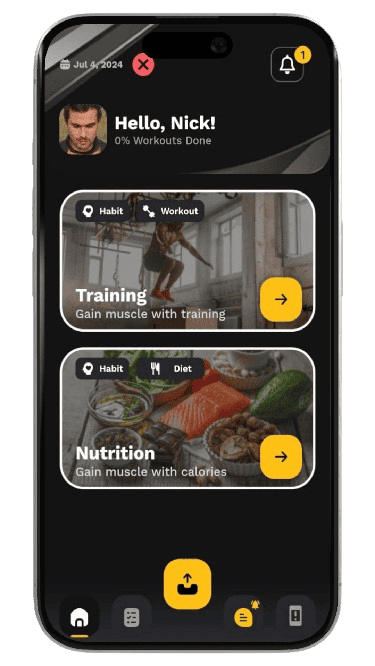 Jul 4, 2024
1
Hello, Nick!
0% Workouts Done
Habit Workout
Training
Gain muscle with training
Habit Diet
Nutrition
Gain muscle with calories